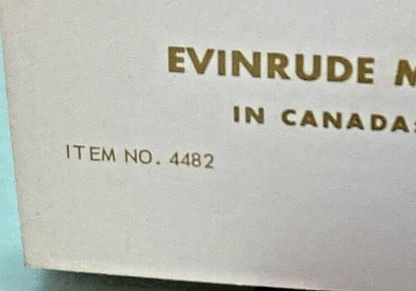 EVINRUDE M
IN CANADA:
ITEM NO. 4482